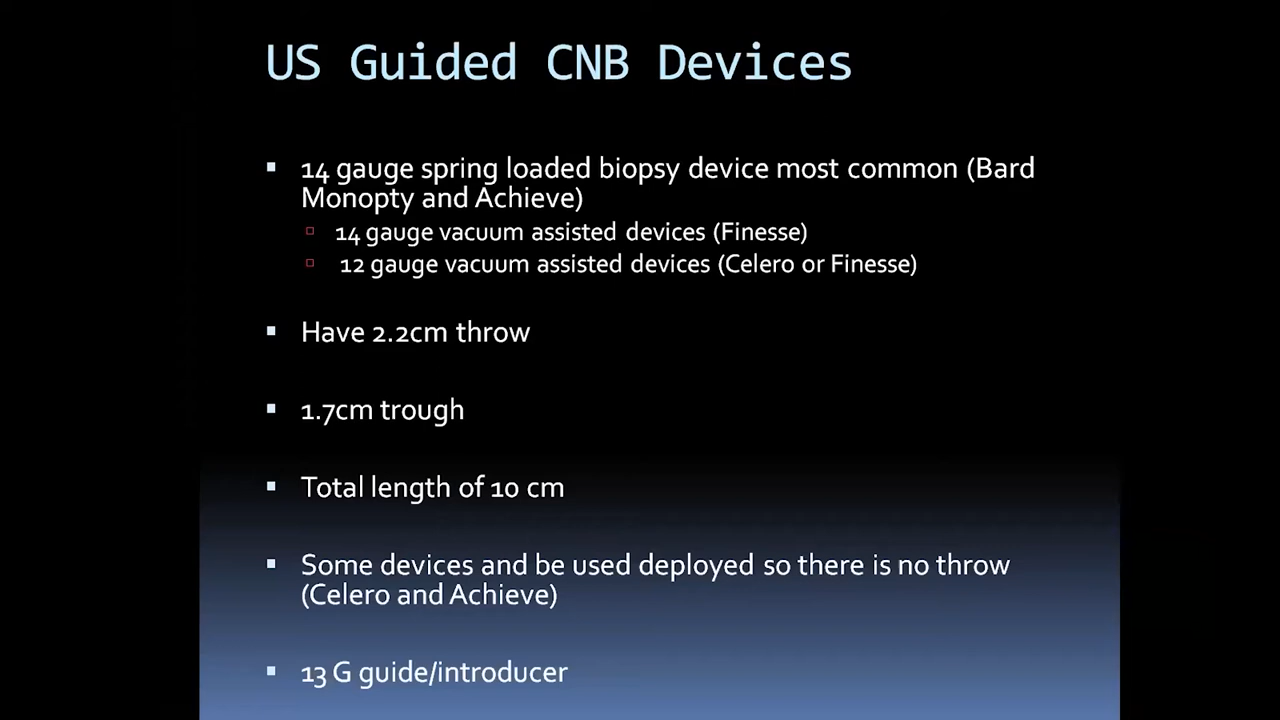 US Guided CNB Devices
14 gauge spring loaded biopsy device most common (Bard
Monopty and Achieve)
14 gauge vacuum assisted devices (Finesse)
12 gauge vacuum assisted devices (Celero or Finesse)
Have 2.2cm throw
1.7cm trough
Total length of 10 cm
Some devices and be used deployed so there is no throw
(Celero and Achieve)
13 G guide/introducer